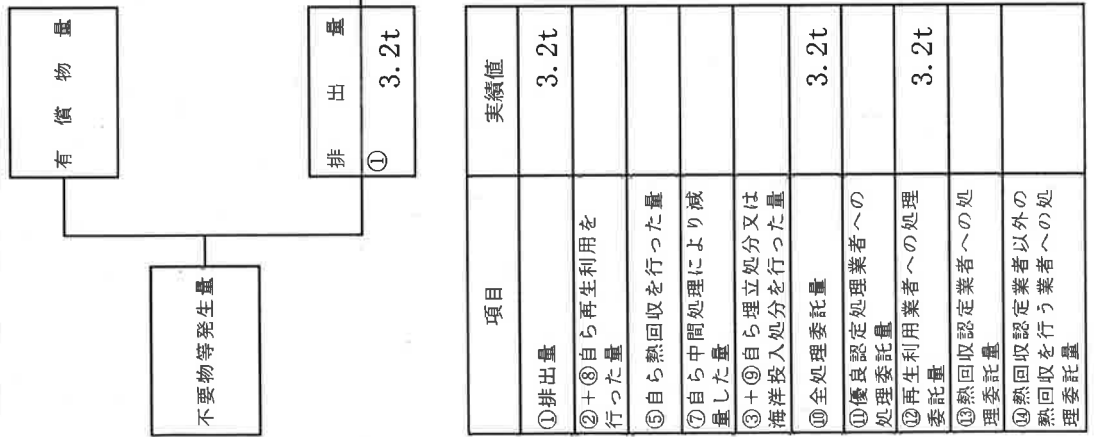 有償物量
不要物等発生量
排出量
①
3.2t
項目
実績値
①排出量
3.2t
②+⑧自ら再生利用を
行った量
⑤自ら熱回収を行った量
⑦自ら中間処理により減
量した量
③+⑨自ら埋立処分又は
海洋投入処分を行った量
⑩全処理委託量
3.2t
⑪優良認定処理業者への
処理委託量
⑫再生利用業者への処理
委託量
3.2t
⑬熱回収認定業者への処
理委託量
⑭熱回収認定業者以外の
熱回収を行う業者への処
理委託量